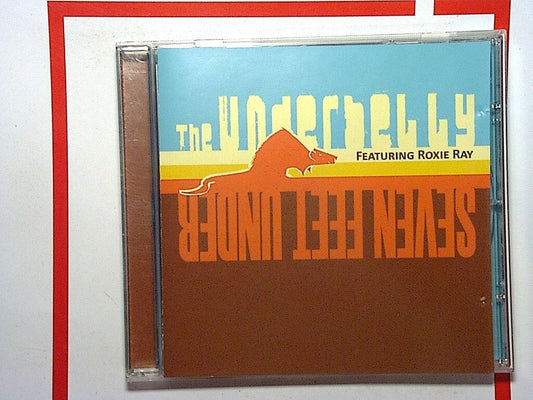 The Underbelly
Featuring Roxie Ray
SEVEN FEET UNDER